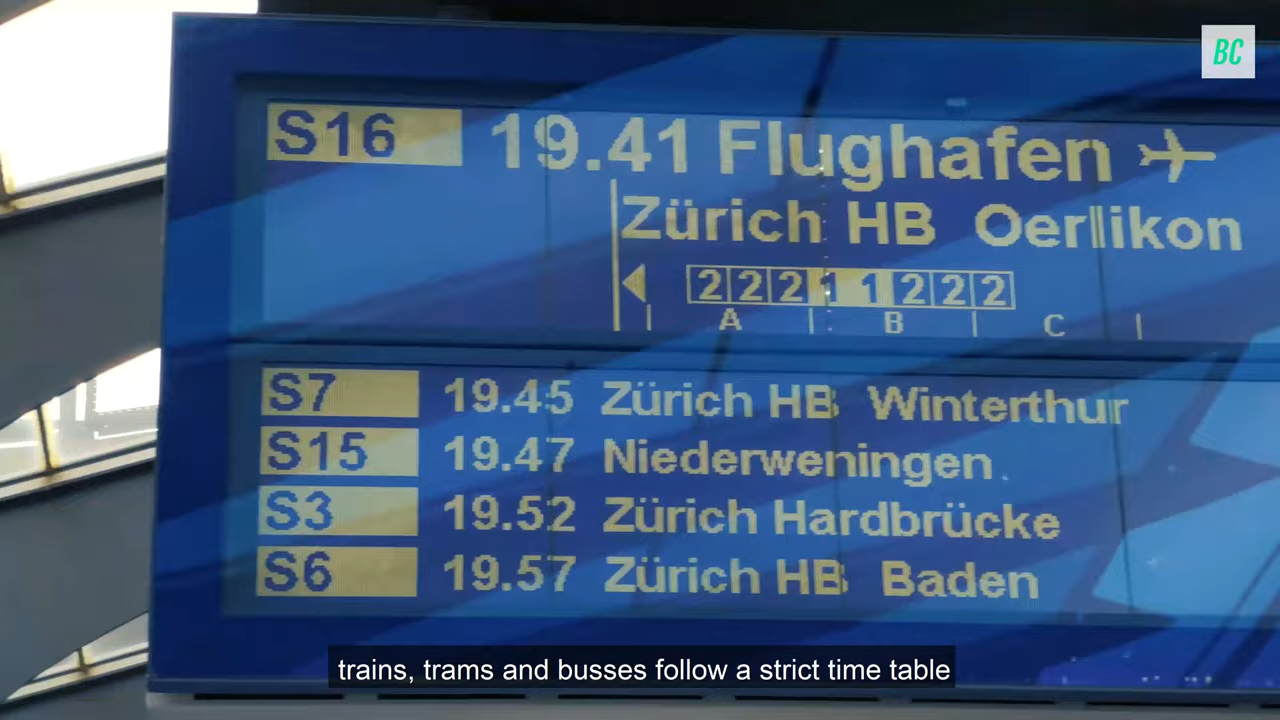 BC
S16 19.41 Flughafen
Zürich HB Oerlikon
2 2 2 1 1 2 2 2
A B C
S7 19.45 Zürich HB Winterthur
S15 19.47 Niederweningen
S3 19.52 Zürich Hardbrücke
S6 19.57 Zürich HB Baden
trains, trams and busses follow a strict time table